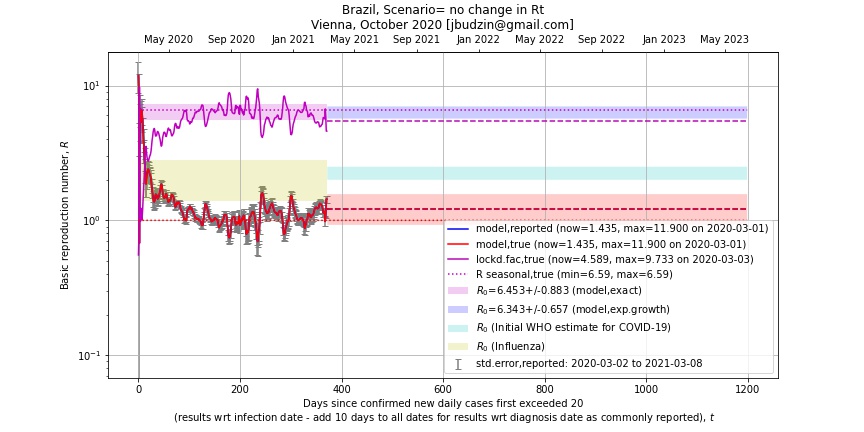 Brazil, Scenario= no change in Rt
Vienna, October 2020 [jbudzin@gmail.com]
May 2020 Sep 2020 Jan 2021 May 2021 Sep 2021 Jan 2022 May 2022 Sep 2022 Jan 2023 May 2023
Basic reproduction number, R
10¹
10⁰
10⁻¹
model,reported (now=1.435, max=11.900 on 2020-03-01)
model,true (now=1.435, max=11.900 on 2020-03-01)
lockd.fac,true (now=4.589, max=9.733 on 2020-03-03)
R seasonal,true (min=6.59, max=6.59)
R₀=6.453+/-0.883 (model,exact)
R₀=6.343+/-0.657 (model,exp.growth)
R₀ (Initial WHO estimate for COVID-19)
R₀ (Influenza)
std.error,reported: 2020-03-02 to 2021-03-08
0 200 400 600 800 1000 1200
Days since confirmed new daily cases first exceeded 20
(results wrt infection date - add 10 days to all dates for results wrt diagnosis date as commonly reported), t